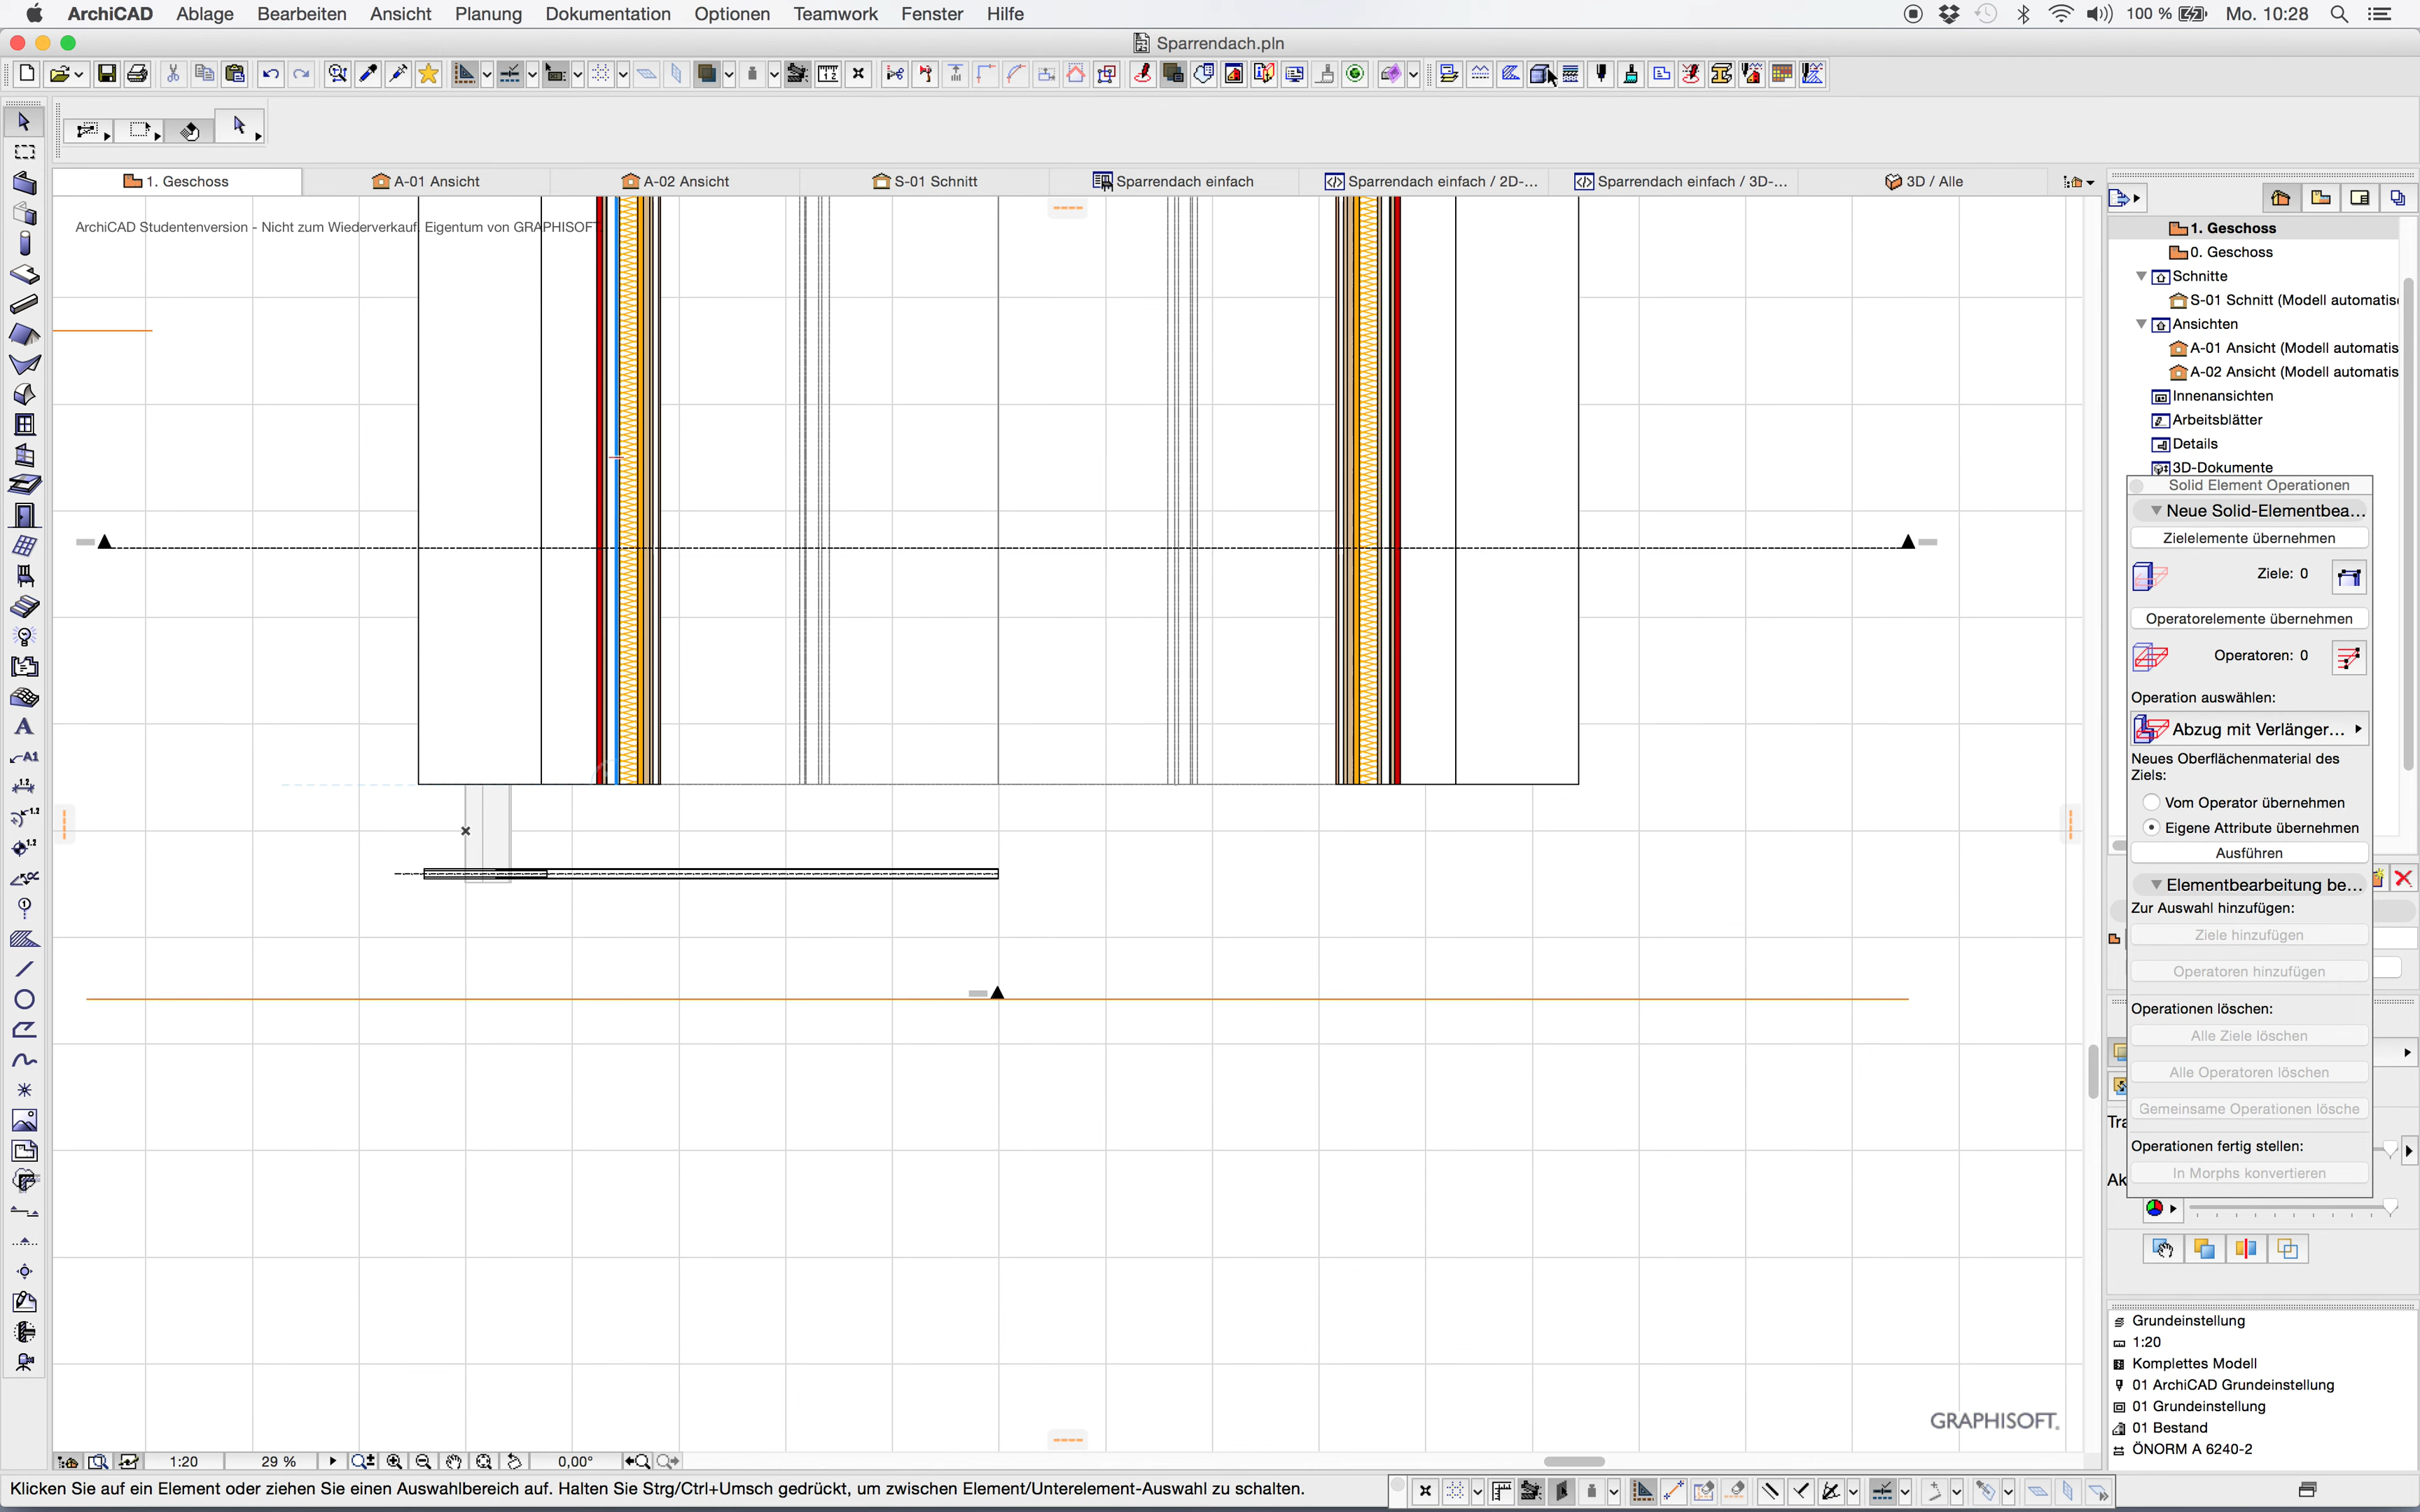 ArchiCAD Ablage Bearbeiten Ansicht Planung Dokumentation Optionen Teamwork Fenster Hilfe 100 % Mo. 10:28
Sparrendach.pln
1. Geschoss A-01 Ansicht A-02 Ansicht S-01 Schnitt Sparrendach einfach Sparrendach einfach / 2D-... Sparrendach einfach / 3D-... 3D / Alle
ArchiCAD Studentenversion - Nicht zum Wiederverkauf. Eigentum von GRAPHISOFT
1. Geschoss
0. Geschoss
Schnitte
S-01 Schnitt (Modell automatis
Ansichten
A-01 Ansicht (Modell automatis
A-02 Ansicht (Modell automatis
Innenansichten
Arbeitsblätter
Details
3D-Dokumente
Solid Element Operationen
Neue Solid-Elementbea...
Zielelemente übernehmen
Ziele: 0
Operatorelemente übernehmen
Operatoren: 0
Operation auswählen:
Abzug mit Verlänger...
Neues Oberflächenmaterial des
Ziels:
Vom Operator übernehmen
Eigene Attribute übernehmen
Ausführen
Elementbearbeitung be...
Zur Auswahl hinzufügen:
Ziele hinzufügen
Operatoren hinzufügen
Operationen löschen:
Alle Ziele löschen
Alle Operatoren löschen
Gemeinsame Operationen lösche
Tra
Operationen fertig stellen:
In Morphs konvertieren
Ak
Grundeinstellung
1:20
Komplettes Modell
01 ArchiCAD Grundeinstellung
01 Grundeinstellung
01 Bestand
ÖNORM A 6240-2
GRAPHISOFT.
1:20 29 % 0,00°
Klicken Sie auf ein Element oder ziehen Sie einen Auswahlbereich auf. Halten Sie Strg/Ctrl+Umsch gedrückt, um zwischen Element/Unterelement-Auswahl zu schalten.